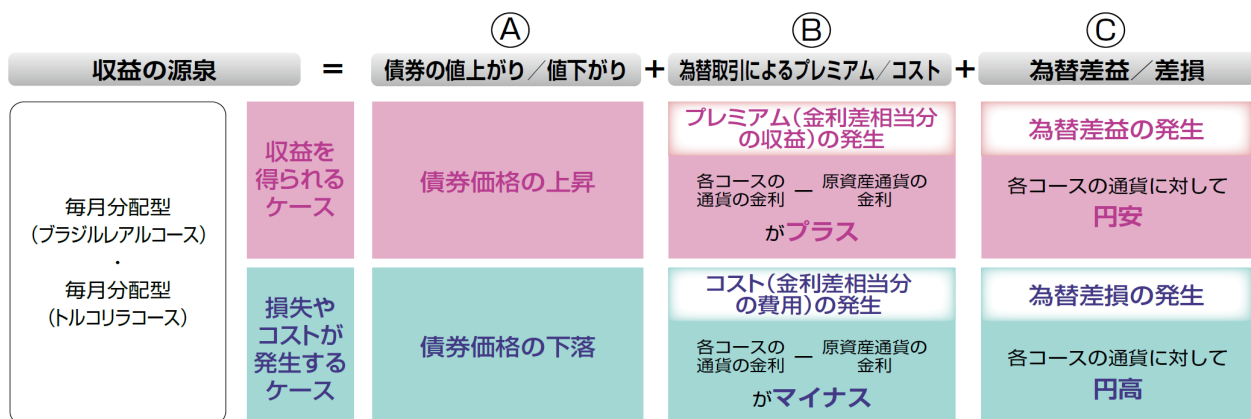 Ⓐ
Ⓑ
Ⓒ
収益の源泉 = 債券の値上がり／値下がり + 為替取引によるプレミアム／コスト + 為替差益／差損
毎月分配型
（ブラジルレアルコース）
・
毎月分配型
（トルコリラコース）
収益を
得られる
ケース
債券価格の上昇
プレミアム（金利差相当分
の収益）の発生
各コースの
通貨の金利
ー
原資産通貨の
金利
がプラス
為替差益の発生
各コースの通貨に対して
円安
損失や
コストが
発生する
ケース
債券価格の下落
コスト（金利差相当分
の費用）の発生
各コースの
通貨の金利
ー
原資産通貨の
金利
がマイナス
為替差損の発生
各コースの通貨に対して
円高